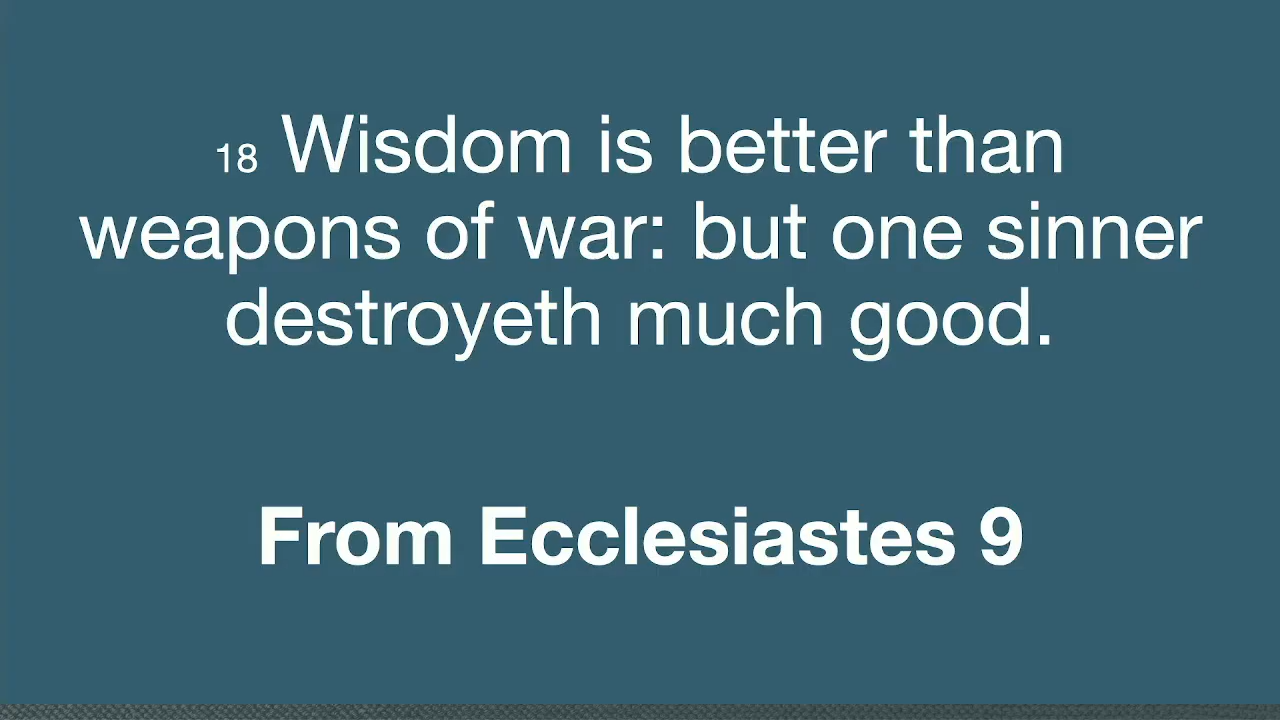 18 Wisdom is better than
weapons of war: but one sinner
destroyeth much good.
From Ecclesiastes 9